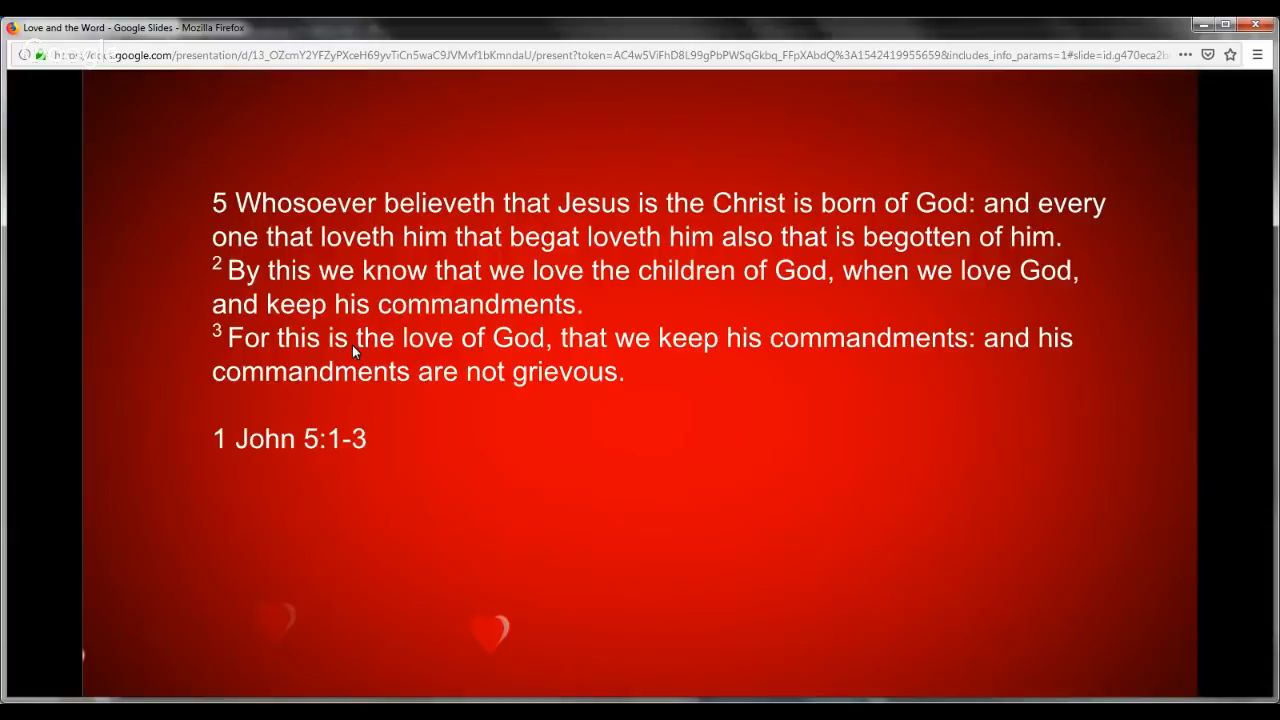 Love and the Word - Google Slides - Mozilla Firefox
5 Whosoever believeth that Jesus is the Christ is born of God: and every
one that loveth him that begat loveth him also that is begotten of him.
2 By this we know that we love the children of God, when we love God,
and keep his commandments.
3 For this is the love of God, that we keep his commandments: and his
commandments are not grievous.
1 John 5:1-3